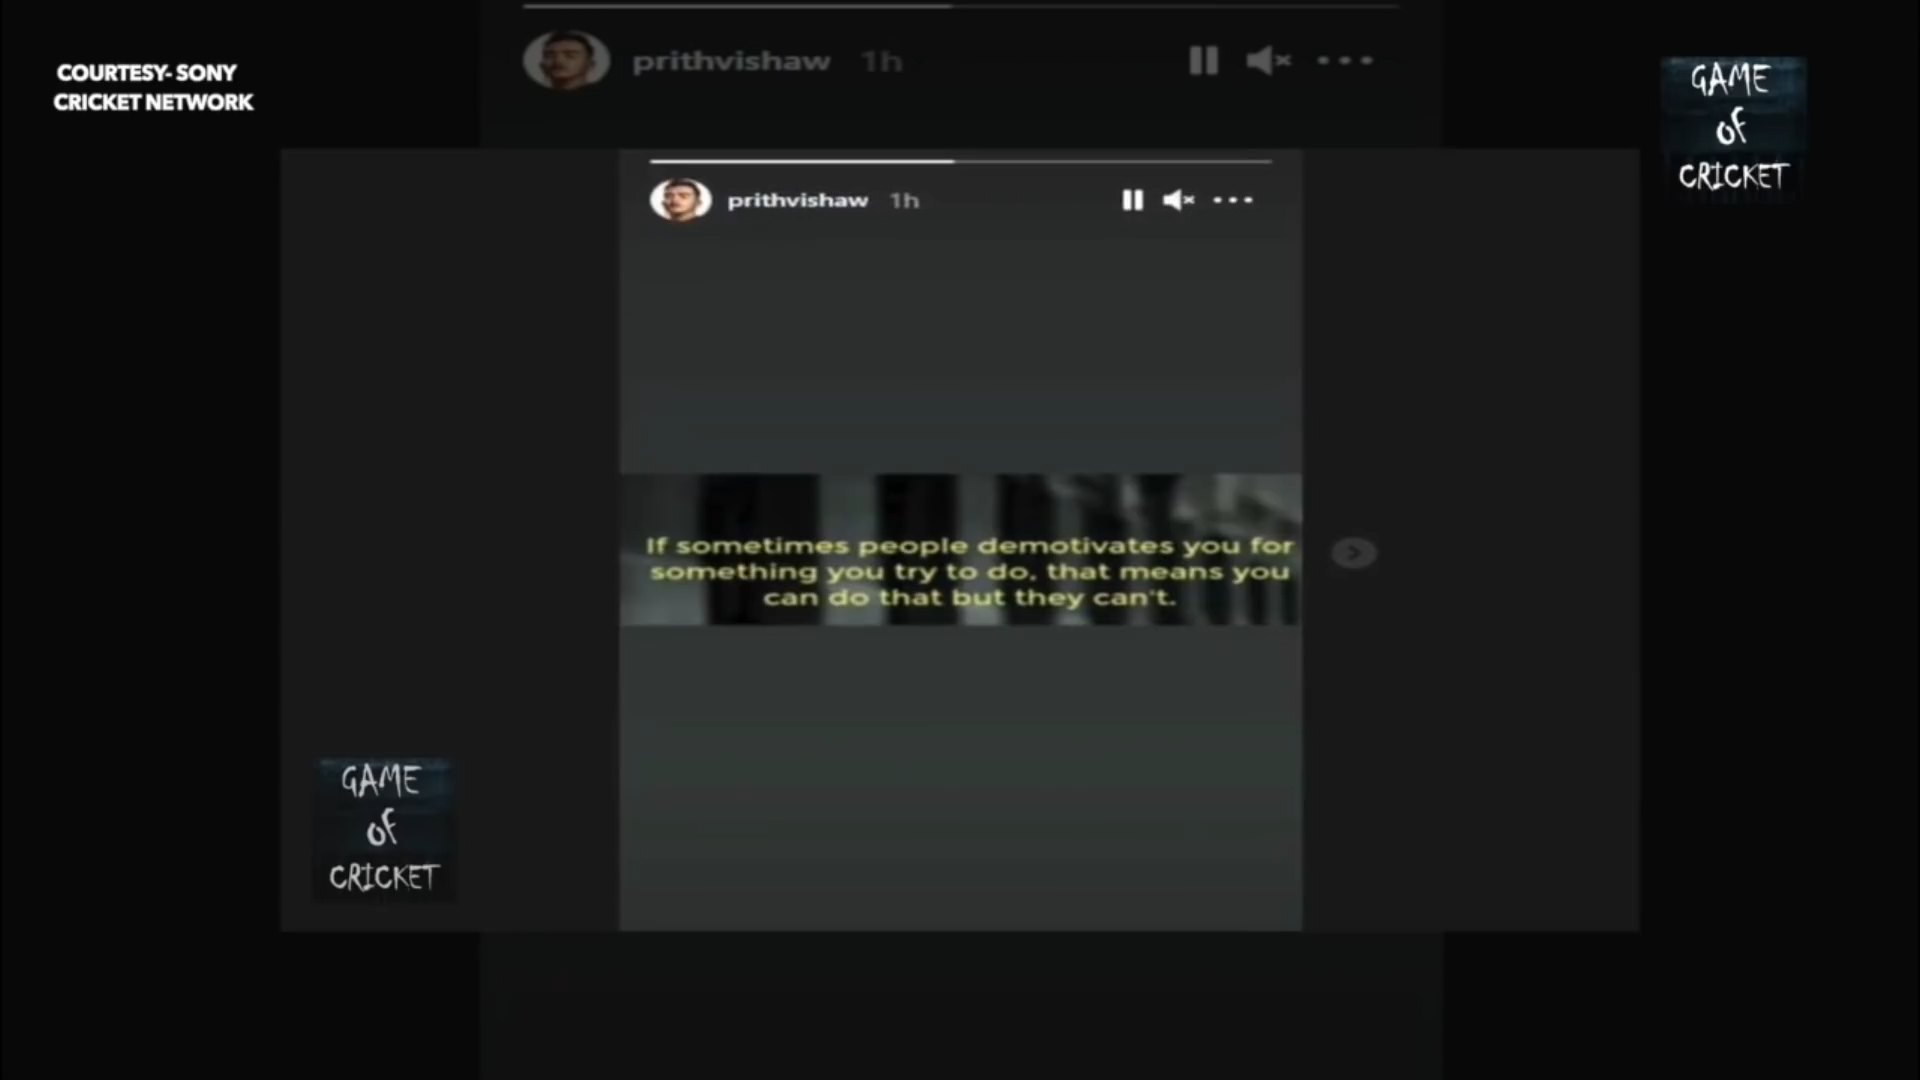 COURTESY- SONY
CRICKET NETWORK
prithvishaw 1h
GAME
of
CRICKET
prithvishaw 1h
If sometimes people demotivates you for
something you try to do, that means you
can do that but they can't.
GAME
of
CRICKET